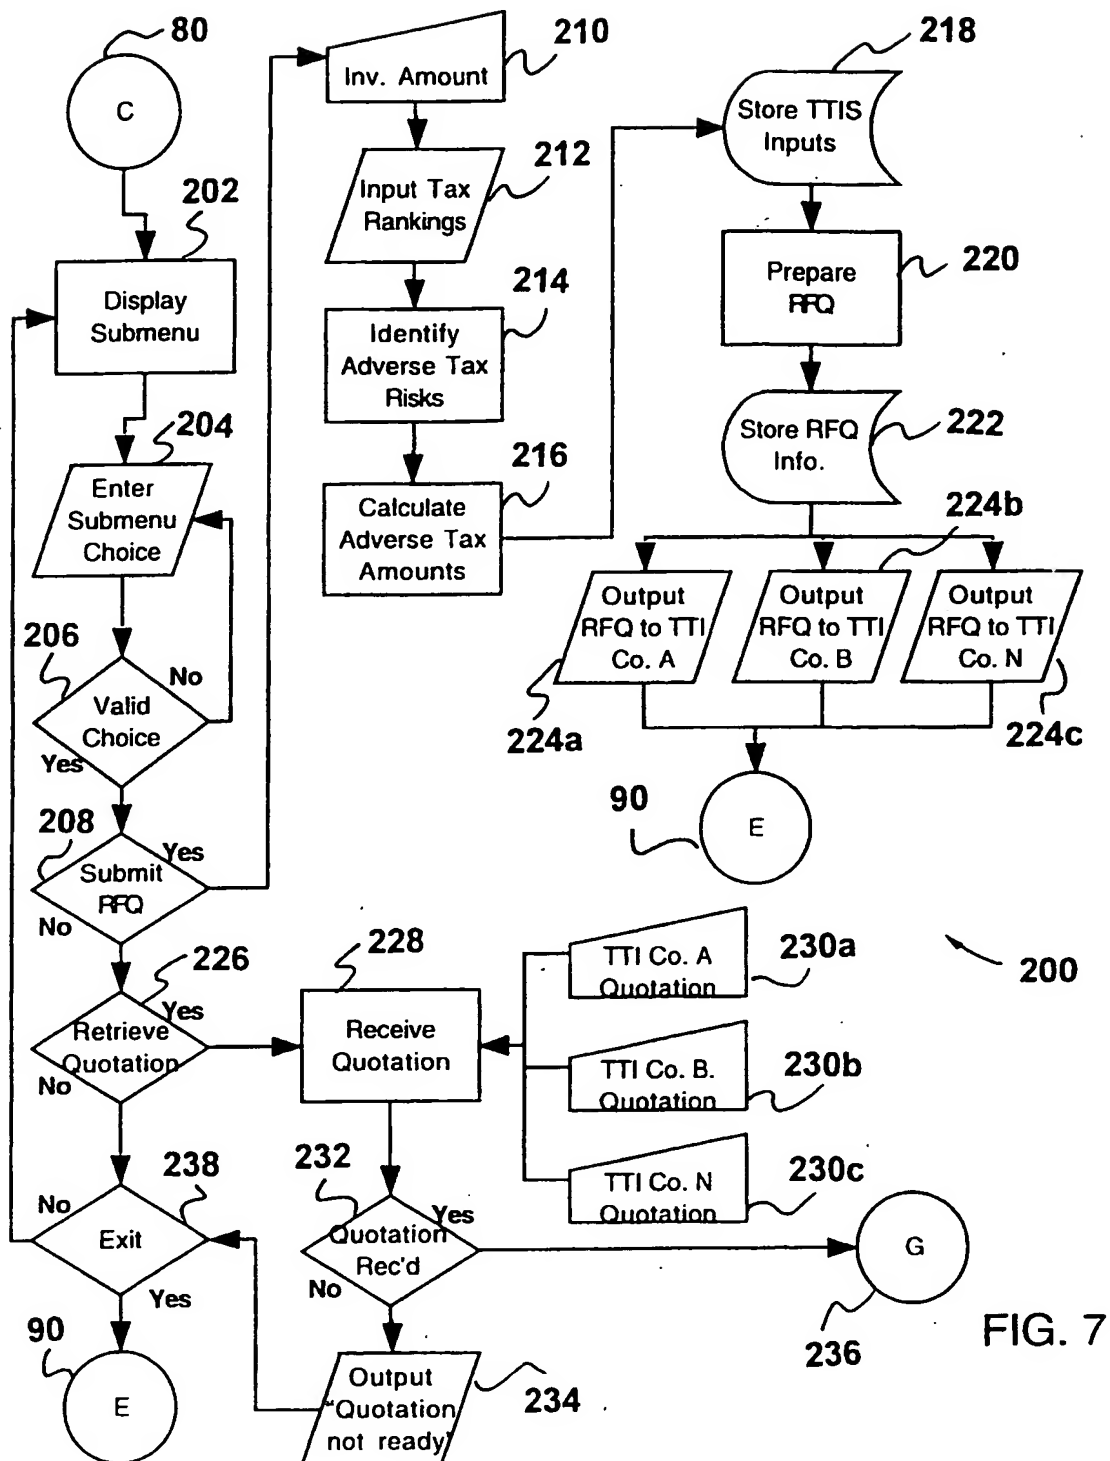 80
C
202
Display
Submenu
204
Enter
Submenu
Choice
206
No
Valid
Choice
Yes
208
Yes
Submit
RFQ
No
226
Yes
Retrieve
Quotation
No
238
No
Exit
Yes
90
E
210
Inv. Amount
212
Input Tax
Rankings
214
Identify
Adverse Tax
Risks
216
Calculate
Adverse Tax
Amounts
218
Store TTIS
Inputs
220
Prepare
RFQ
222
Store RFQ
Info.
224b
Output
RFQ to TTI
Co. A
Output
RFQ to TTI
Co. B
Output
RFQ to TTI
Co. N
224a
224c
90
E
228
Receive
Quotation
TTI Co. A
Quotation
230a
TTI Co. B.
Quotation
230b
TTI Co. N
Quotation
230c
200
232
Yes
Quotation
Rec'd
No
G
236
Output
"Quotation
not ready"
234
FIG. 7